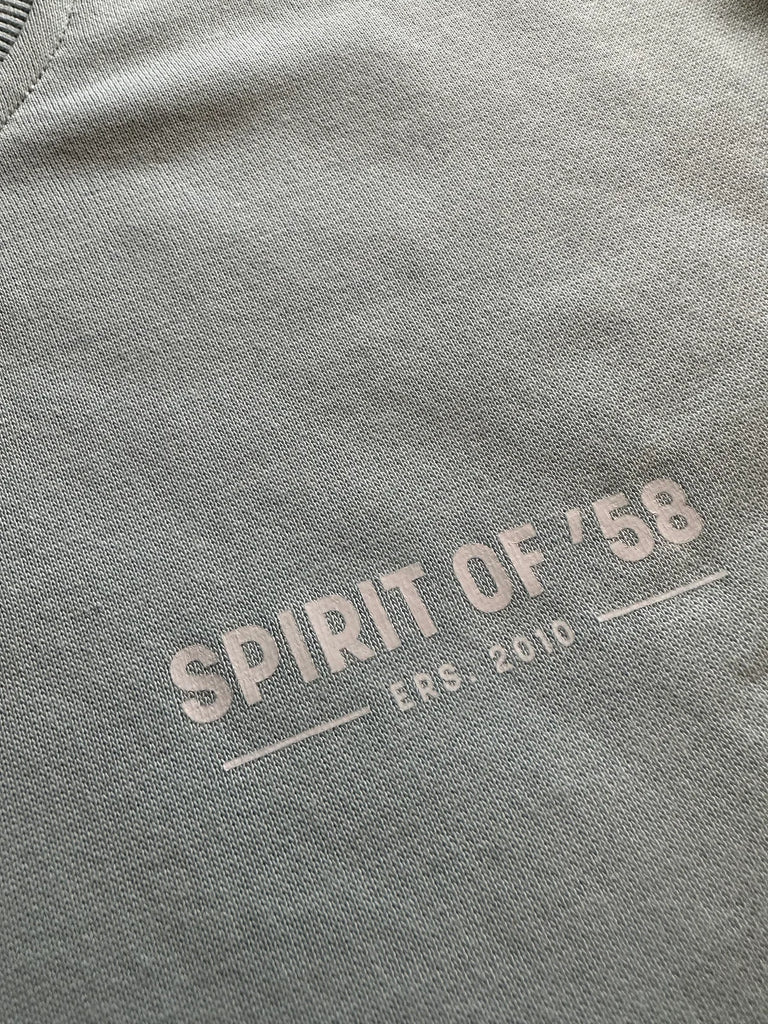 SPIRIT OF '58
ERS. 2010